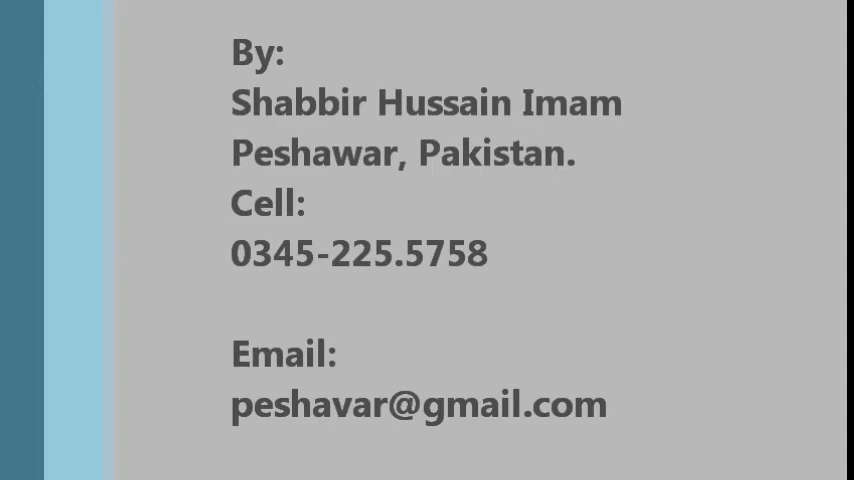 By:
Shabbir Hussain Imam
Peshawar, Pakistan.
Cell:
0345-225.5758
Email:
peshavar@gmail.com